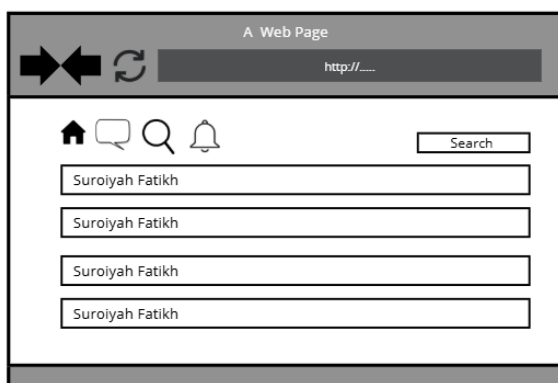 A Web Page
http://.....
Search
Suroiyah Fatikh
Suroiyah Fatikh
Suroiyah Fatikh
Suroiyah Fatikh